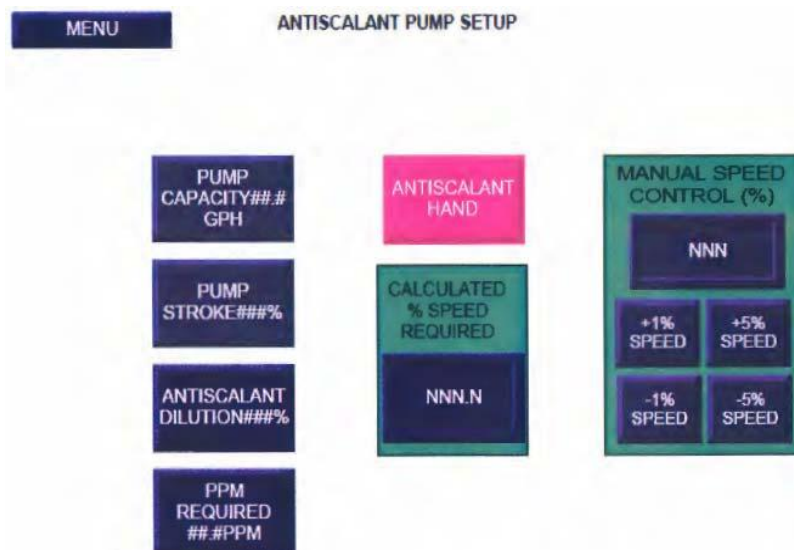 MENU
ANTISCALANT PUMP SETUP
PUMP
CAPACITY##.#
GPH
PUMP
STROKE###%
ANTISCALANT
DILUTION###%
PPM
REQUIRED
##.#PPM
ANTISCALANT
HAND
CALCULATED
% SPEED
REQUIRED
NNN.N
MANUAL SPEED
CONTROL (%)
NNN
+1%
SPEED
+5%
SPEED
-1%
SPEED
-5%
SPEED